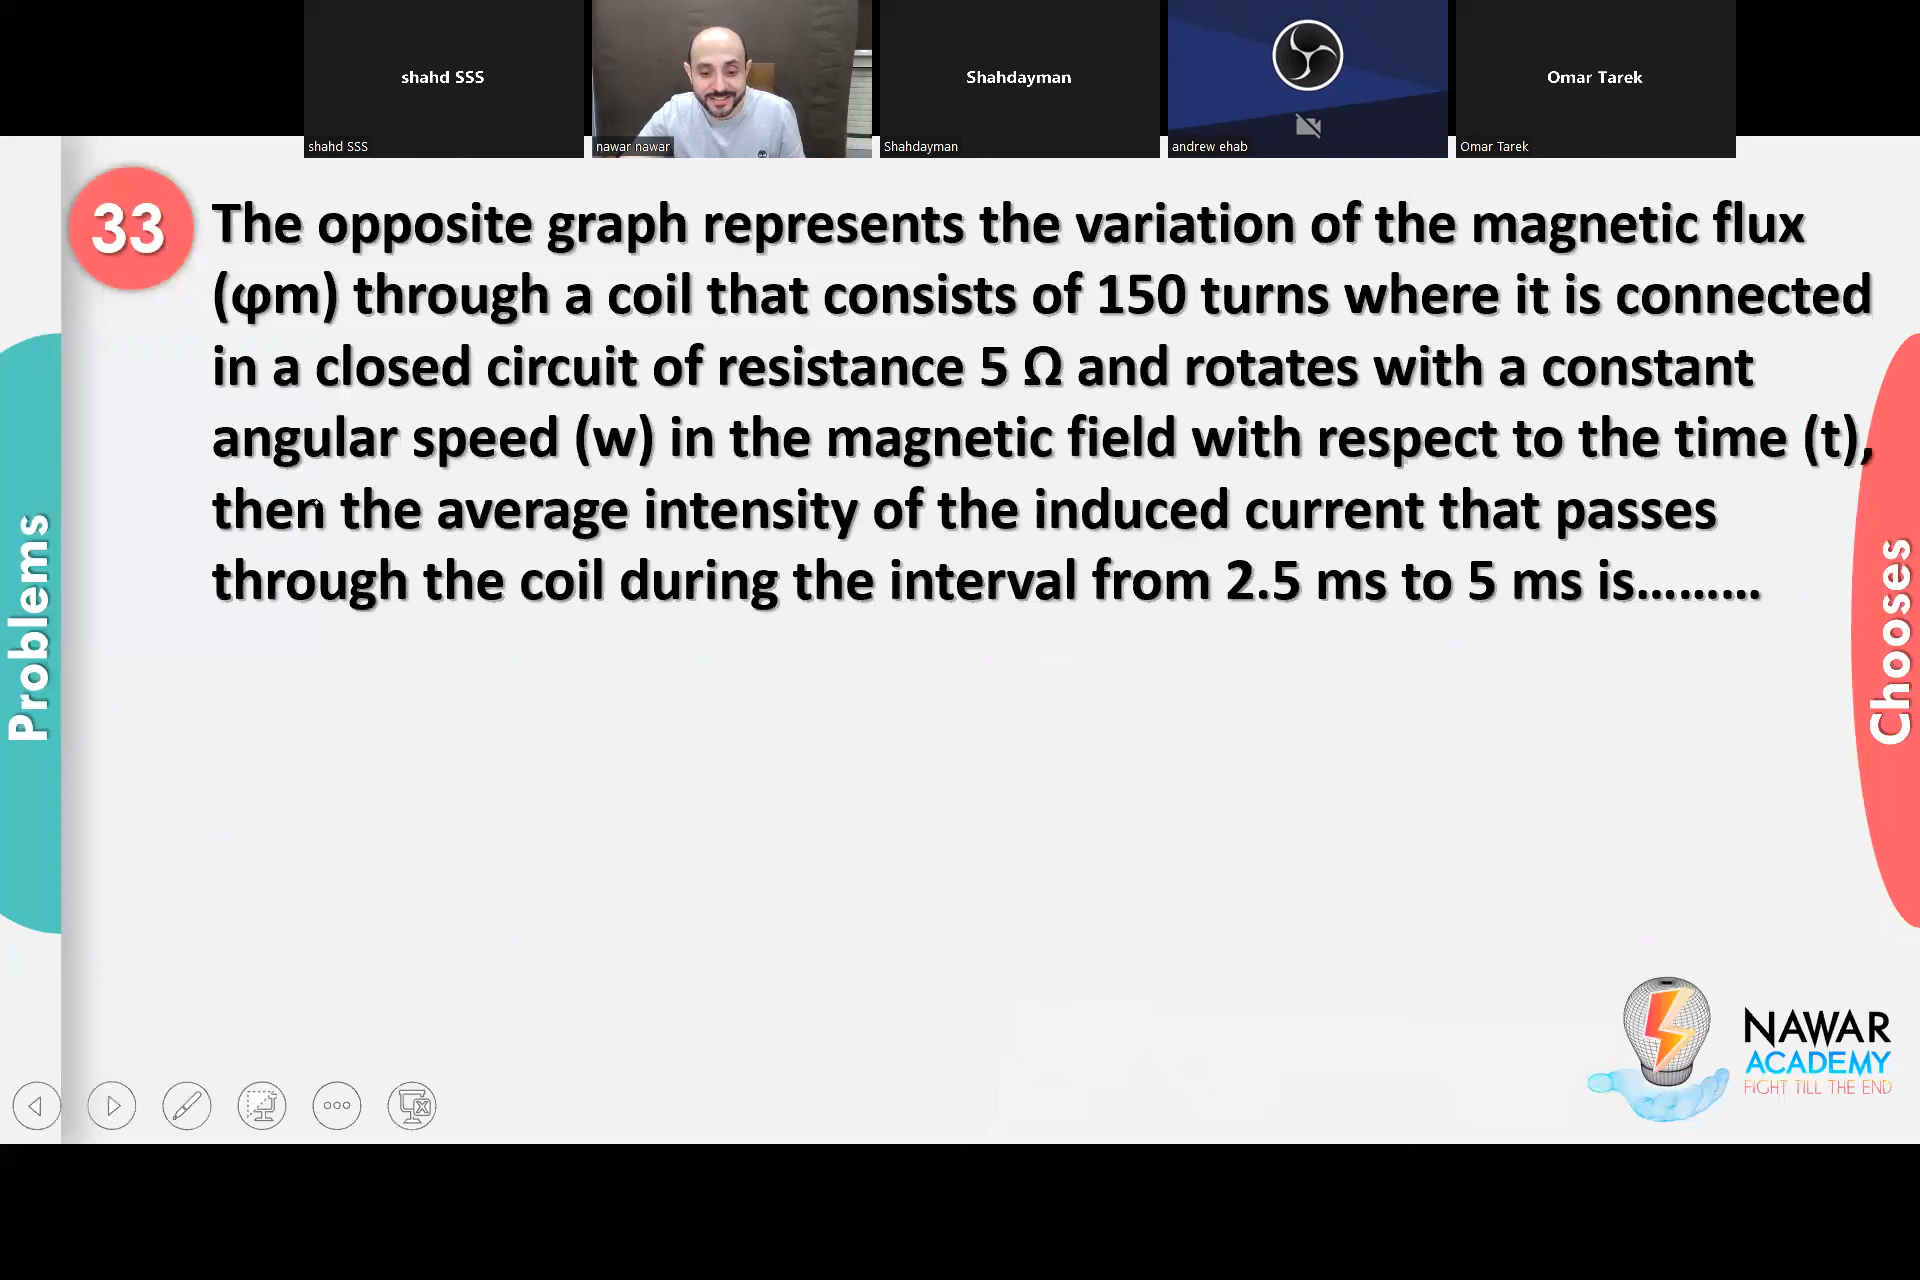 shahd SSS
Shahdayman
Omar Tarek
shahd SSS
nawar nawar
Shahdayman
andrew ehab
Omar Tarek
33
The opposite graph represents the variation of the magnetic flux
(φm) through a coil that consists of 150 turns where it is connected
in a closed circuit of resistance 5 Ω and rotates with a constant
angular speed (w) in the magnetic field with respect to the time (t),
then the average intensity of the induced current that passes
through the coil during the interval from 2.5 ms to 5 ms is.........
Problems
Chooses
NAWAR
ACADEMY
FIGHT TILL THE END